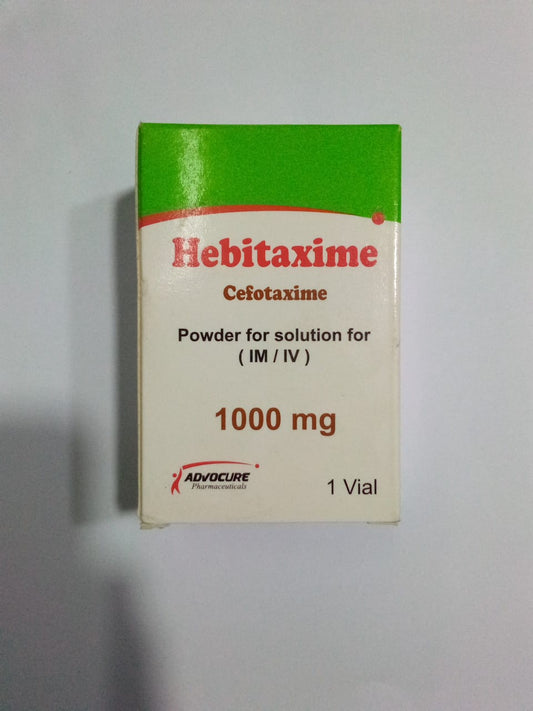 Hebitaxime
Cefotaxime
Powder for solution for
( IM / IV )
1000 mg
ADVOCURE
Pharmaceuticals
1 Vial